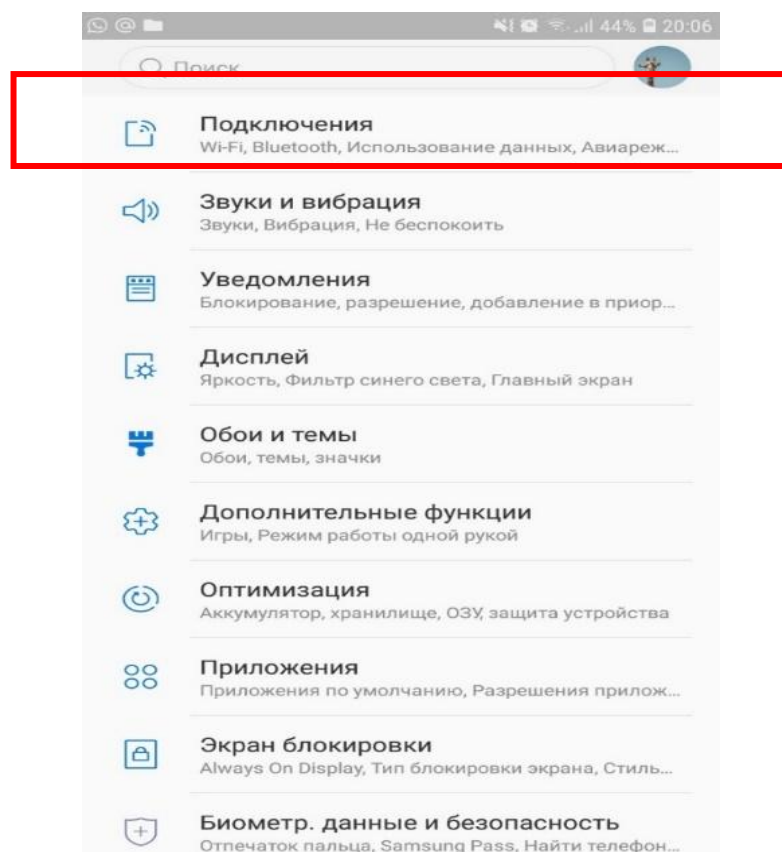 44% 20:06
Поиск
Подключения
Wi-Fi, Bluetooth, Использование данных, Авиареж...
Звуки и вибрация
Звуки, Вибрация, Не беспокоить
Уведомления
Блокирование, разрешение, добавление в приор...
Дисплей
Яркость, Фильтр синего света, Главный экран
Обои и темы
Обои, темы, значки
Дополнительные функции
Игры, Режим работы одной рукой
Оптимизация
Аккумулятор, хранилище, ОЗУ, защита устройства
Приложения
Приложения по умолчанию, Разрешения прилож...
Экран блокировки
Always On Display, Тип блокировки экрана, Стиль...
Биометр. данные и безопасность
Отпечаток пальца, Samsung Pass, Найти телефон...